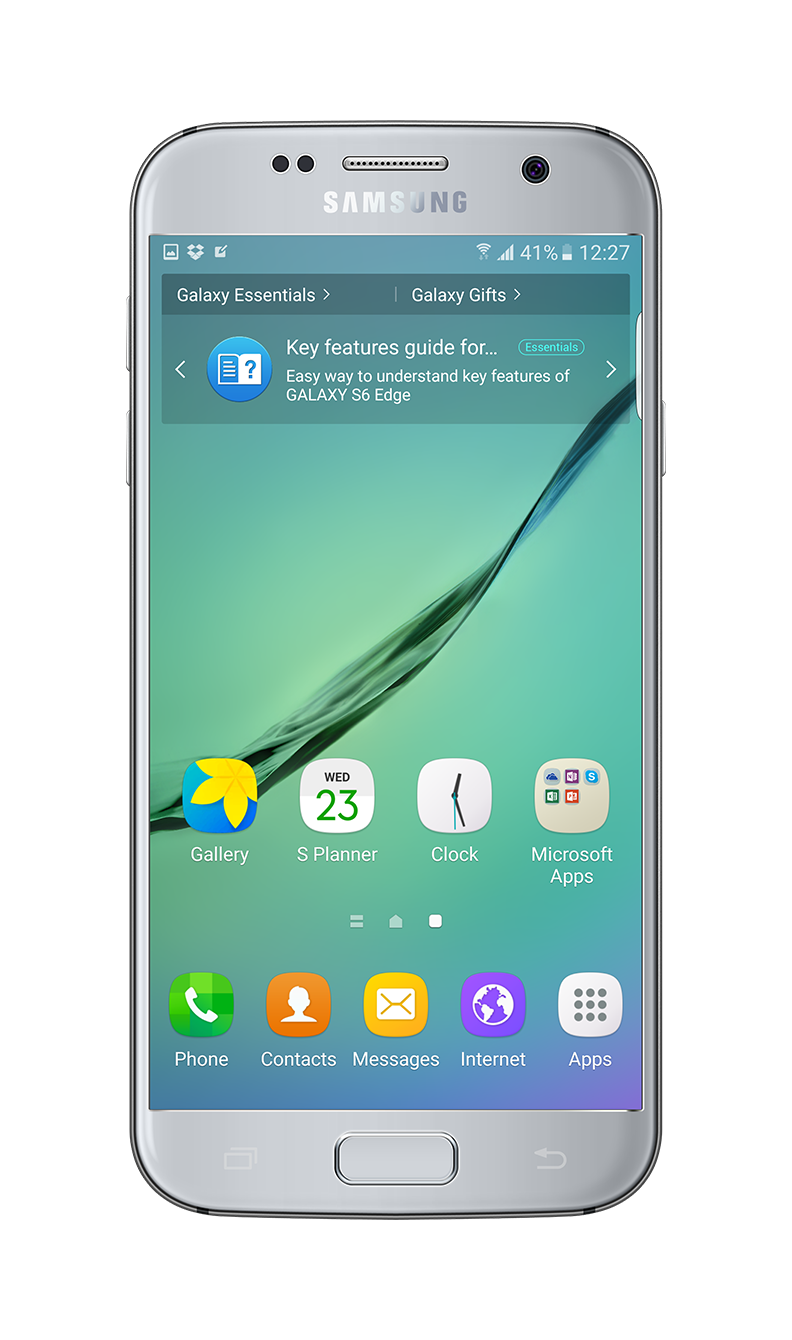 SAMSUNG
41% 12:27
Galaxy Essentials > | Galaxy Gifts >
Key features guide for... Essentials
Easy way to understand key features of
GALAXY S6 Edge
?
WED
23
S
Gallery S Planner Clock Microsoft
Apps
Phone Contacts Messages Internet Apps